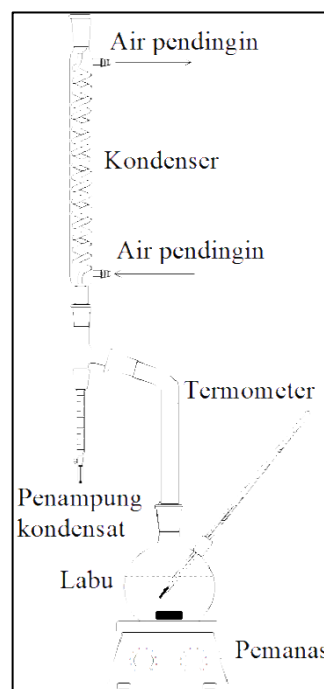 Air pendingin
Kondenser
Air pendingin
Termometer
Penampung
kondensat
Labu
Pemanas